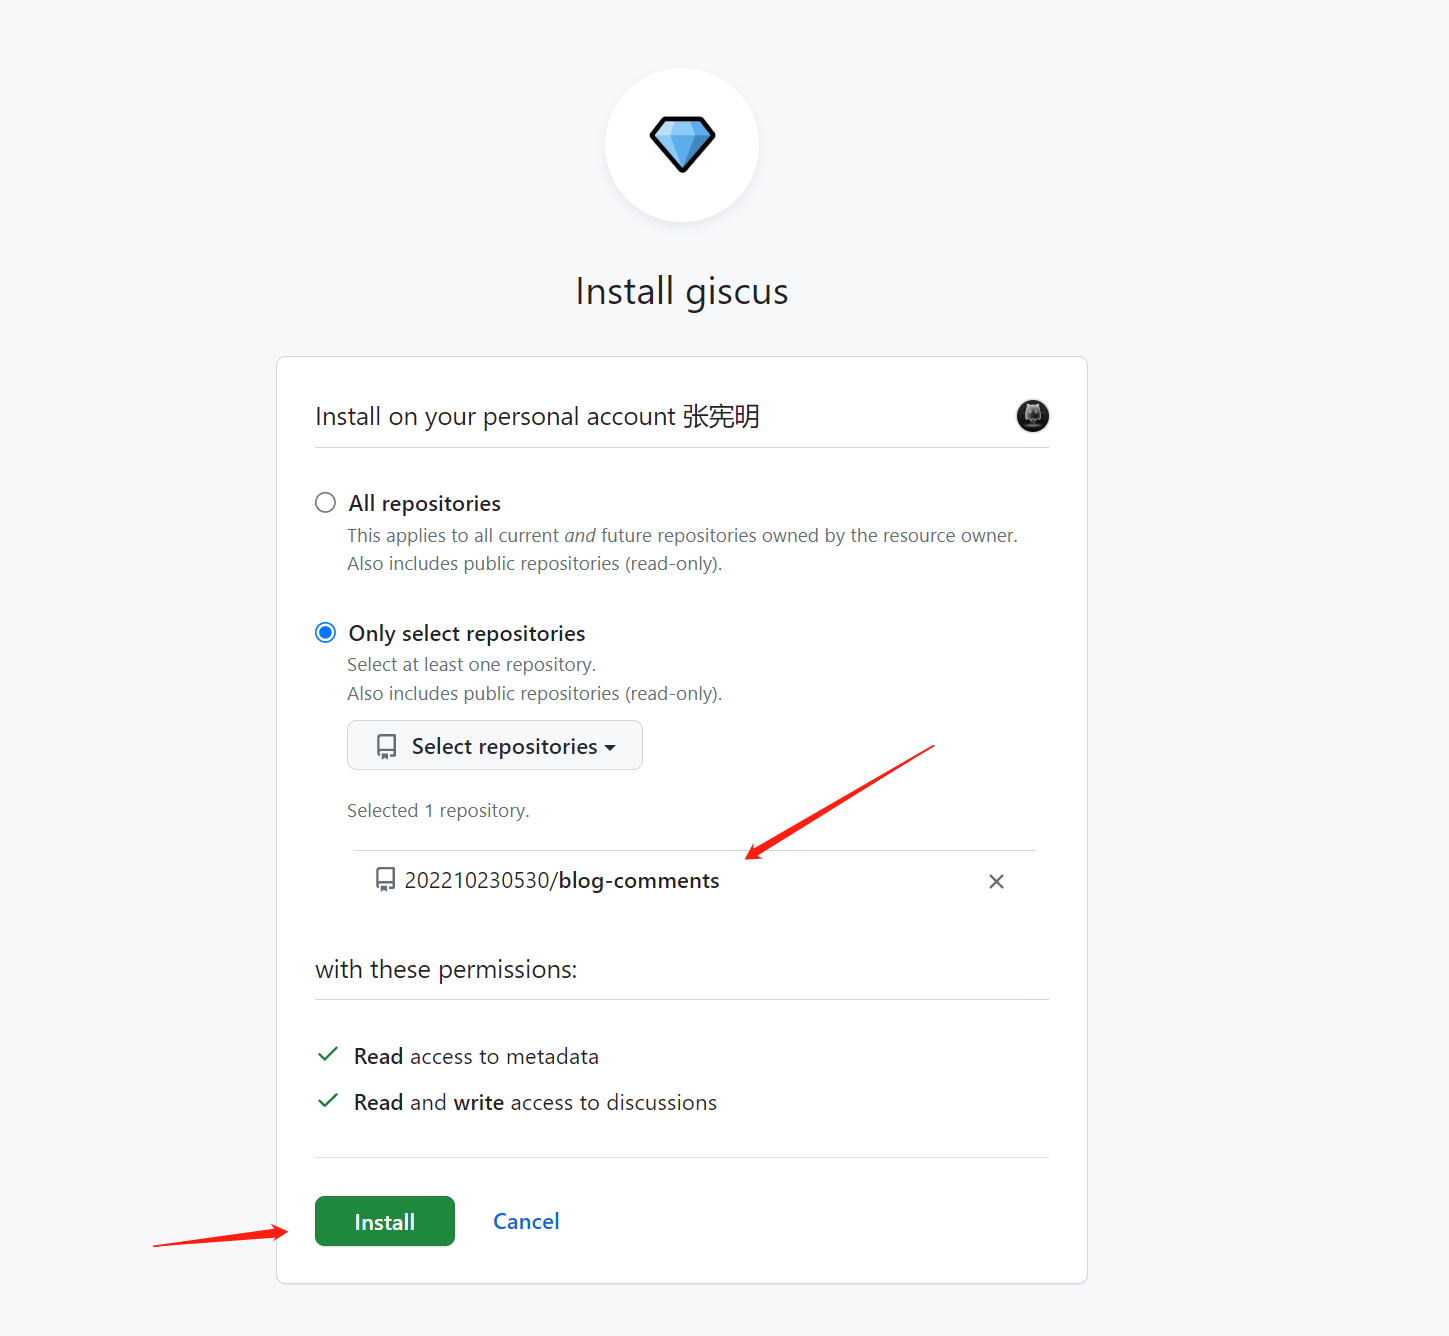 Install giscus
Install on your personal account 张宪明
All repositories
This applies to all current and future repositories owned by the resource owner.
Also includes public repositories (read-only).
Only select repositories
Select at least one repository.
Also includes public repositories (read-only).
Select repositories
Selected 1 repository.
202210230530/blog-comments
with these permissions:
Read access to metadata
Read and write access to discussions
Install Cancel